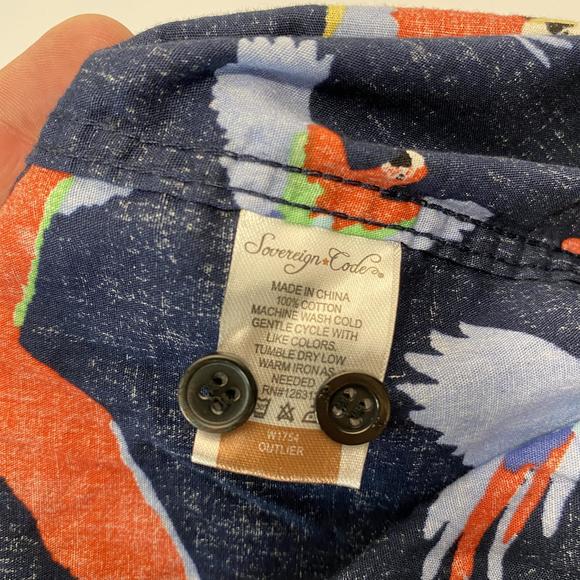 Sovereign Code
MADE IN CHINA
100% COTTON
MACHINE WASH COLD
GENTLE CYCLE WITH
LIKE COLORS.
TUMBLE DRY LOW
WARM IRON AS
NEEDED
W1754
OUTLIER